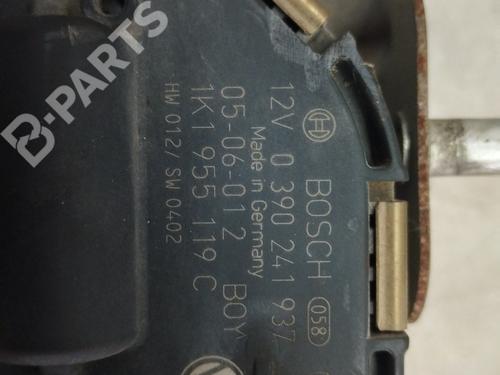 BOSCH 058
12V 0 390 241 937
Made in Germany
05-06-01 2 BOY
1K1 955 119 C
HW 012/ SW 0402
B-PARTS